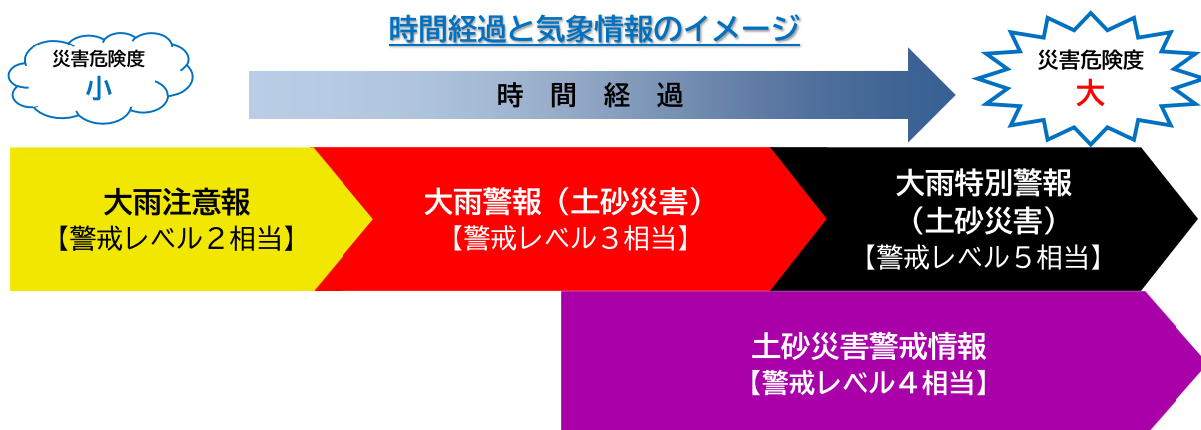 時間経過と気象情報のイメージ
災害危険度
小
時　間　経　過
災害危険度
大
大雨注意報
【警戒レベル２相当】
大雨警報（土砂災害）
【警戒レベル３相当】
大雨特別警報
（土砂災害）
【警戒レベル５相当】
土砂災害警戒情報
【警戒レベル４相当】